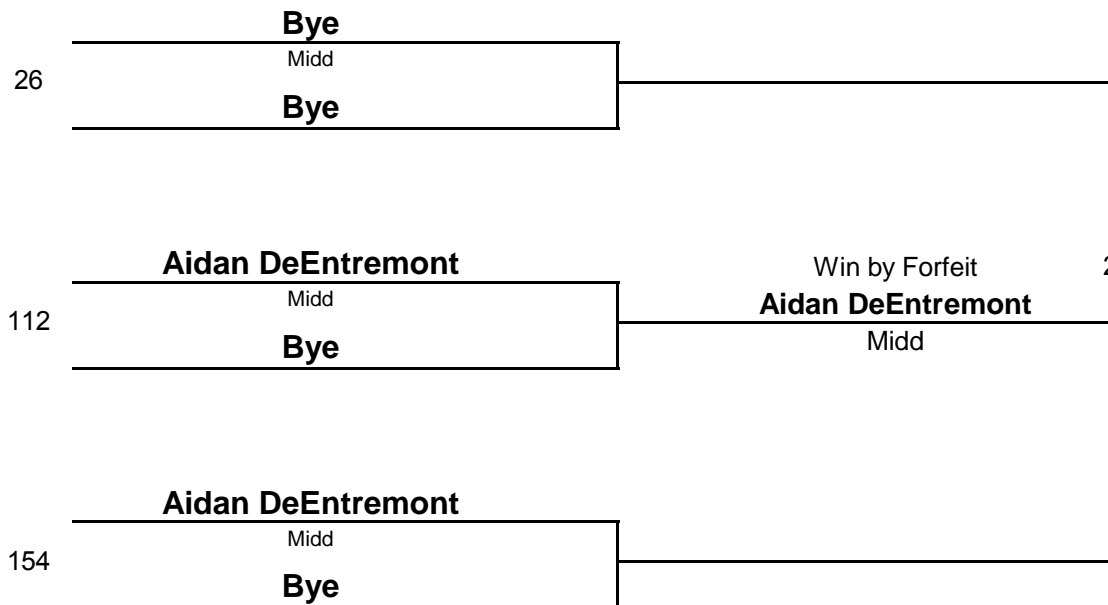 Bye
Midd
26
Bye
Aidan DeEntremont
Midd
112
Bye
Win by Forfeit
Aidan DeEntremont
Midd
Aidan DeEntremont
Midd
154
Bye